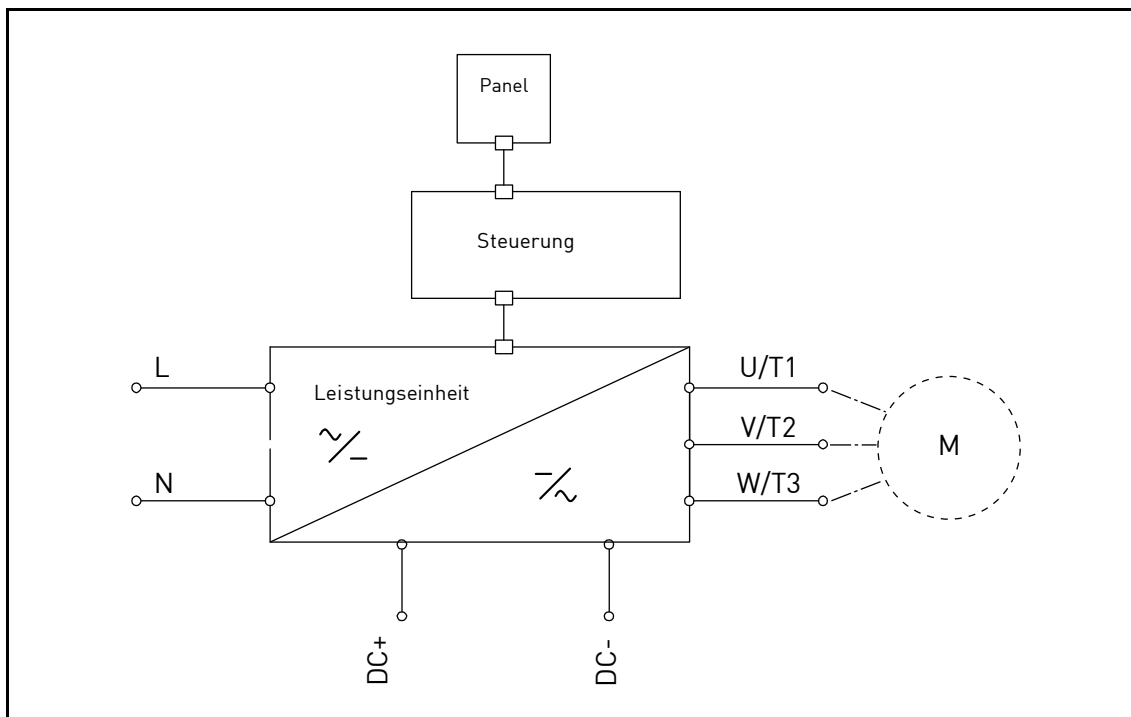 Panel
Steuerung
L
Leistungseinheit
U/T1
V/T2
M
N
W/T3
DC+
DC-